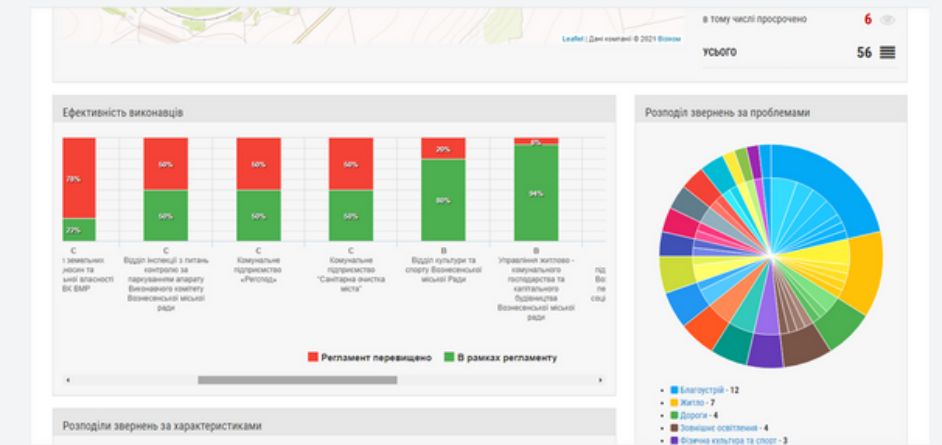 в тому числі просрочено 6
Leaflet | Дані компанії © 2021 Візіком
УСЬОГО 56
Ефективність виконавців
Розподіл звернень за проблемами
78% 50% 50% 50% 20%
22% 50% 50% 50% 80% 94%
C C C C B B
земельних
та
власності
ВК ВМР
Відділ інспекції з питань
контролю за
паркуванням апарату
Виконавчого комітету
Вознесенської міської
ради
Комунальне
підприємство
Комунальне
підприємство
"Санітарна очистка
міста"
Відділ культури та
спорту Вознесенської
міської Ради
Управління житлово -
комунального
господарства та
капітального
будівництва
Вознесенської міської
ради
Регламент перевищено В рамках регламенту
Благоустрій - 12
Житло - 7
Дороги - 4
Зовнішнє освітлення - 4
Фізична культура та спорт - 3
Розподіли звернень за характеристиками